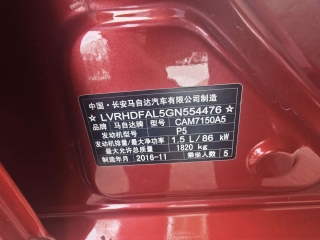 中国·长安马自达汽车有限公司制造
★LVRHDFAL5GN554476★
品牌 马自达牌 型号 CAM7150A5
发动机型号 P5
发动机排量/功率 1.5 L/86 kW
最大允许总质量 1820 kg
制造年月 2016-11 乘坐人数 5